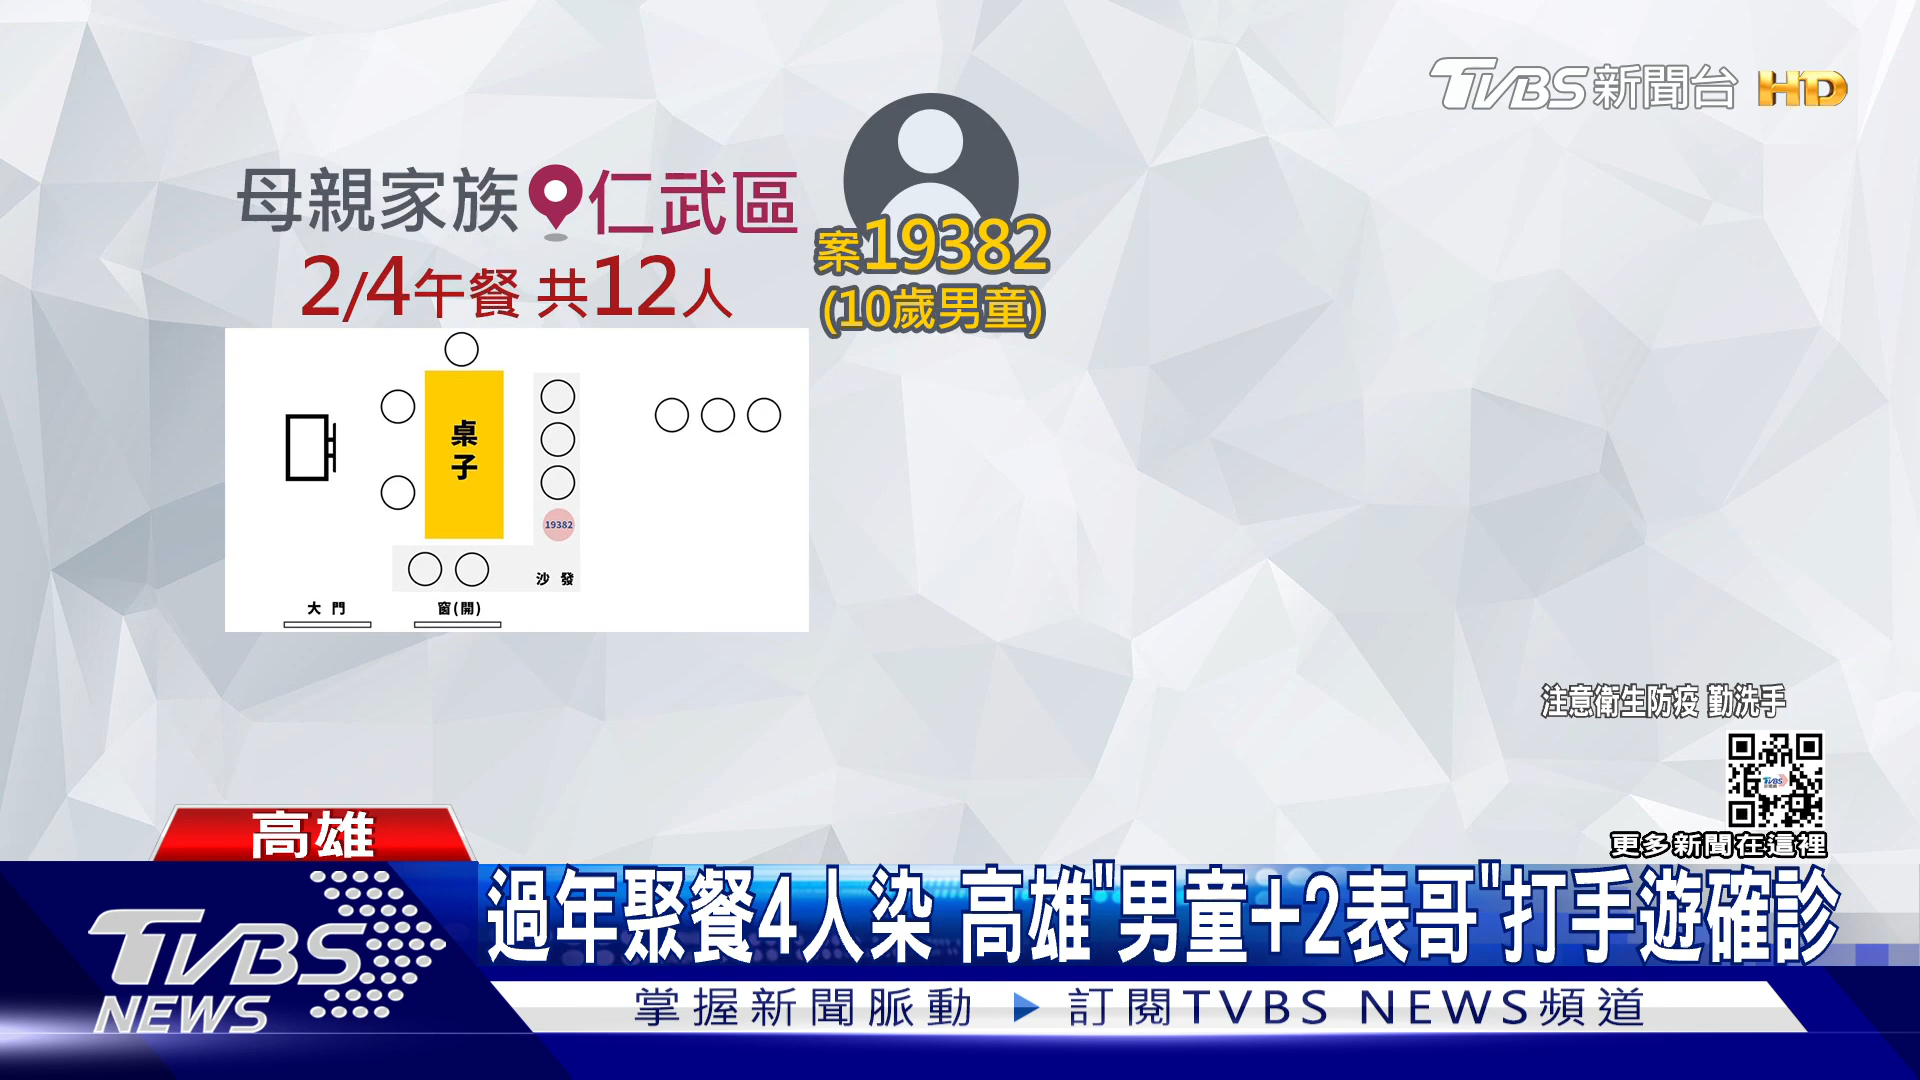 TVBS新聞台 HD
母親家族 仁武區
2/4午餐 共12人
案19382
(10歲男童)
桌子
19382
沙發
大門
窗(開)
注意衛生防疫 勤洗手
TVBS
更多新聞在這裡
高雄
過年聚餐4人染 高雄"男童+2表哥"打手遊確診
TVBS
NEWS
掌握新聞脈動 ▶ 訂閱TVBS NEWS頻道